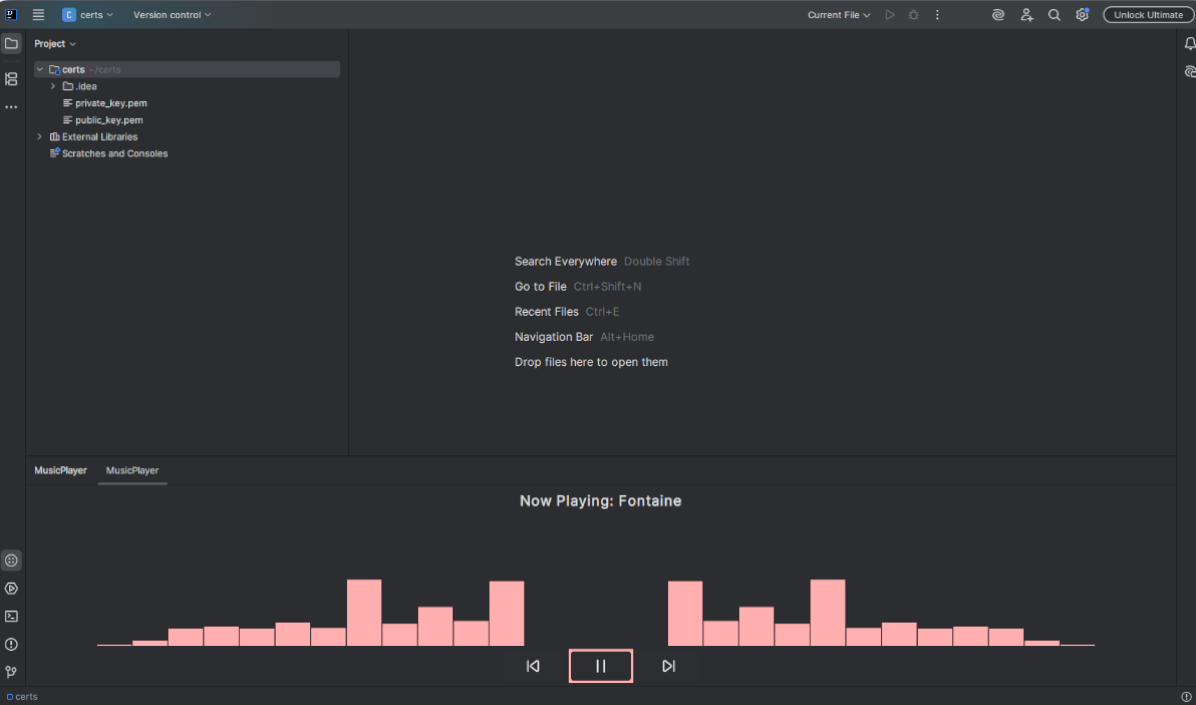 C certs Version control Current File Unlock Ultimate
Project
certs ~/certs
.idea
private_key.pem
public_key.pem
External Libraries
Scratches and Consoles
Search Everywhere Double Shift
Go to File Ctrl+Shift+N
Recent Files Ctrl+E
Navigation Bar Alt+Home
Drop files here to open them
MusicPlayer MusicPlayer
Now Playing: Fontaine
certs